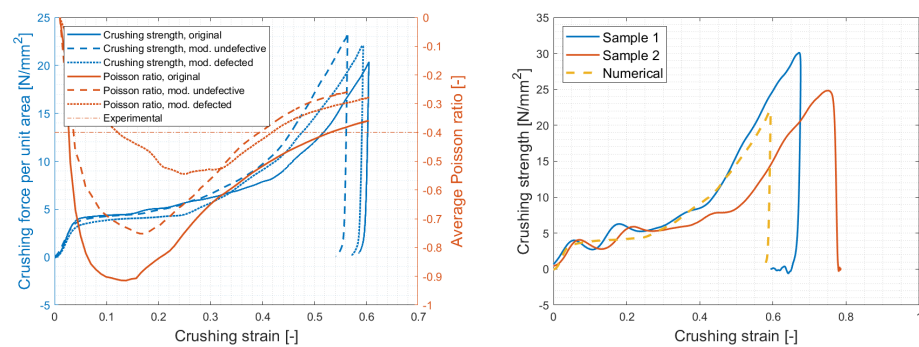 25
20
15
10
5
0
-5
Crushing force per unit area [N/mm²]
Crushing strength, original
Crushing strength, mod. undefective
Crushing strength, mod. defected
Poisson ratio, original
Poisson ratio, mod. undefective
Poisson ratio, mod. defected
Experimental
0
-0.1
-0.2
-0.3
-0.4
-0.5
-0.6
-0.7
-0.8
-0.9
-1
Average Poisson ratio [-]
0 0.1 0.2 0.3 0.4 0.5 0.6 0.7
Crushing strain [-]
35
30
25
20
15
10
5
0
-5
Crushing strength [N/mm²]
Sample 1
Sample 2
Numerical
0 0.2 0.4 0.6 0.8 1
Crushing strain [-]